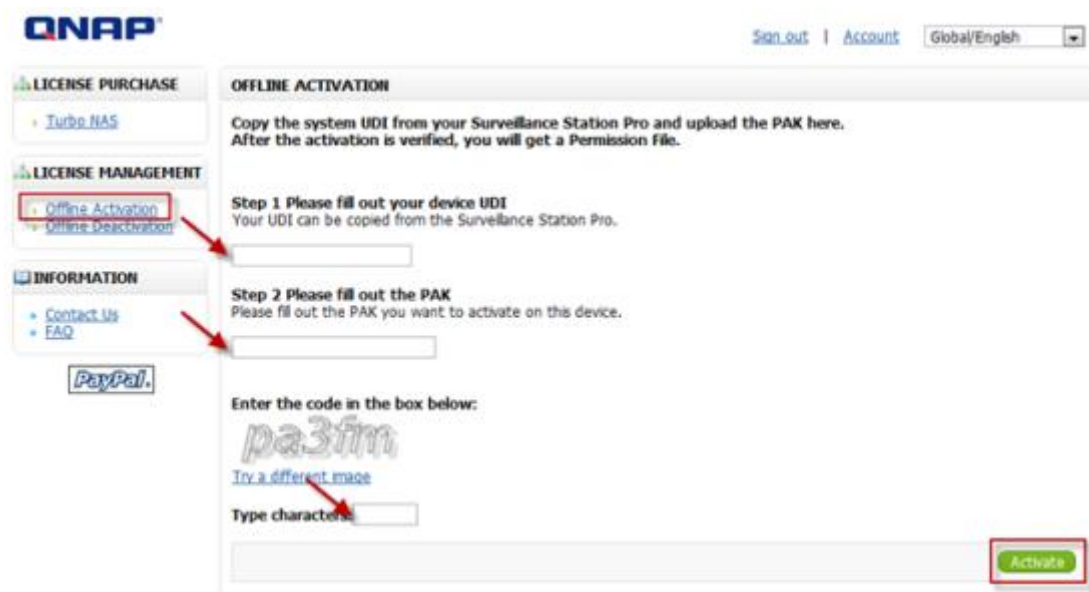 QNAP
Sign out | Account Global/English
LICENSE PURCHASE
Turbo NAS
LICENSE MANAGEMENT
Offline Activation
Offline Deactivation
INFORMATION
Contact Us
FAQ
PayPal.
OFFLINE ACTIVATION
Copy the system UDI from your Surveillance Station Pro and upload the PAK here.
After the activation is verified, you will get a Permission File.
Step 1 Please fill out your device UDI
Your UDI can be copied from the Surveillance Station Pro.
Step 2 Please fill out the PAK
Please fill out the PAK you want to activate on this device.
Enter the code in the box below:
pa3fm
Try a different image
Type characters:
Activate